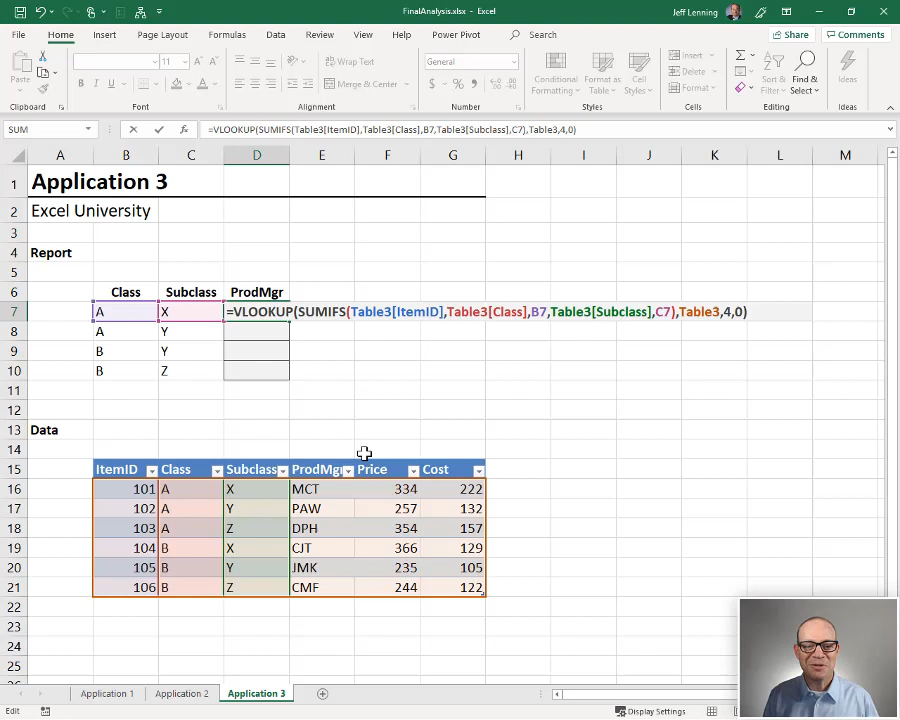 FinalAnalysis.xlsx - Excel
Jeff Lenning
File Home Insert Page Layout Formulas Data Review View Help Power Pivot Search Share Comments
Paste
11
Wrap Text
Merge & Center
General
Conditional Formatting
Format as Table
Cell Styles
Insert
Delete
Format
Sort & Filter
Find & Select
Ideas
Clipboard Font Alignment Number Styles Cells Editing Ideas
SUM =VLOOKUP(SUMIFS(Table3[ItemID],Table3[Class],B7,Table3[Subclass],C7),Table3,4,0)
A B C D E F G H I J K L M
1 Application 3
2 Excel University
3
4 Report
5
6 Class Subclass ProdMgr
7 A X =VLOOKUP(SUMIFS(Table3[ItemID],Table3[Class],B7,Table3[Subclass],C7),Table3,4,0)
8 A Y
9 B Y
10 B Z
11
12
13 Data
14
15 ItemID Class Subclass ProdMgr Price Cost
16 101 A X MCT 334 222
17 102 A Y PAW 257 132
18 103 A Z DPH 354 157
19 104 B X CJT 366 129
20 105 B Y JMK 235 105
21 106 B Z CMF 244 122
22
23
24
25
Application 1 Application 2 Application 3
Edit Display Settings